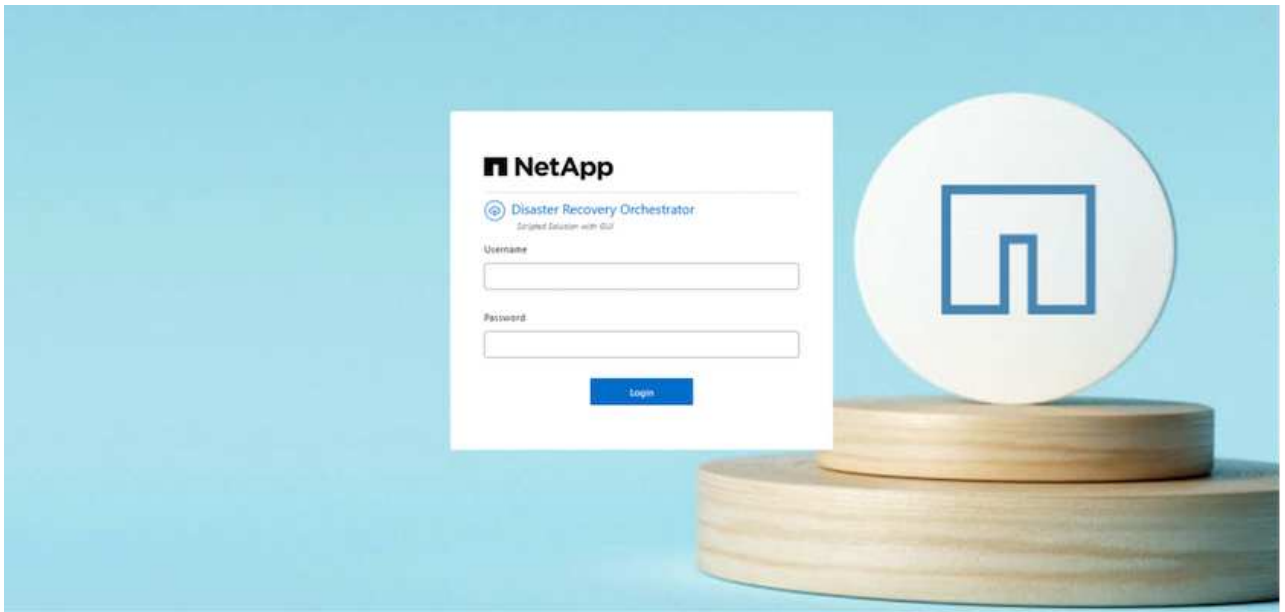 NetApp
Disaster Recovery Orchestrator
Scripted Solution with GUI
Username
Password
Login